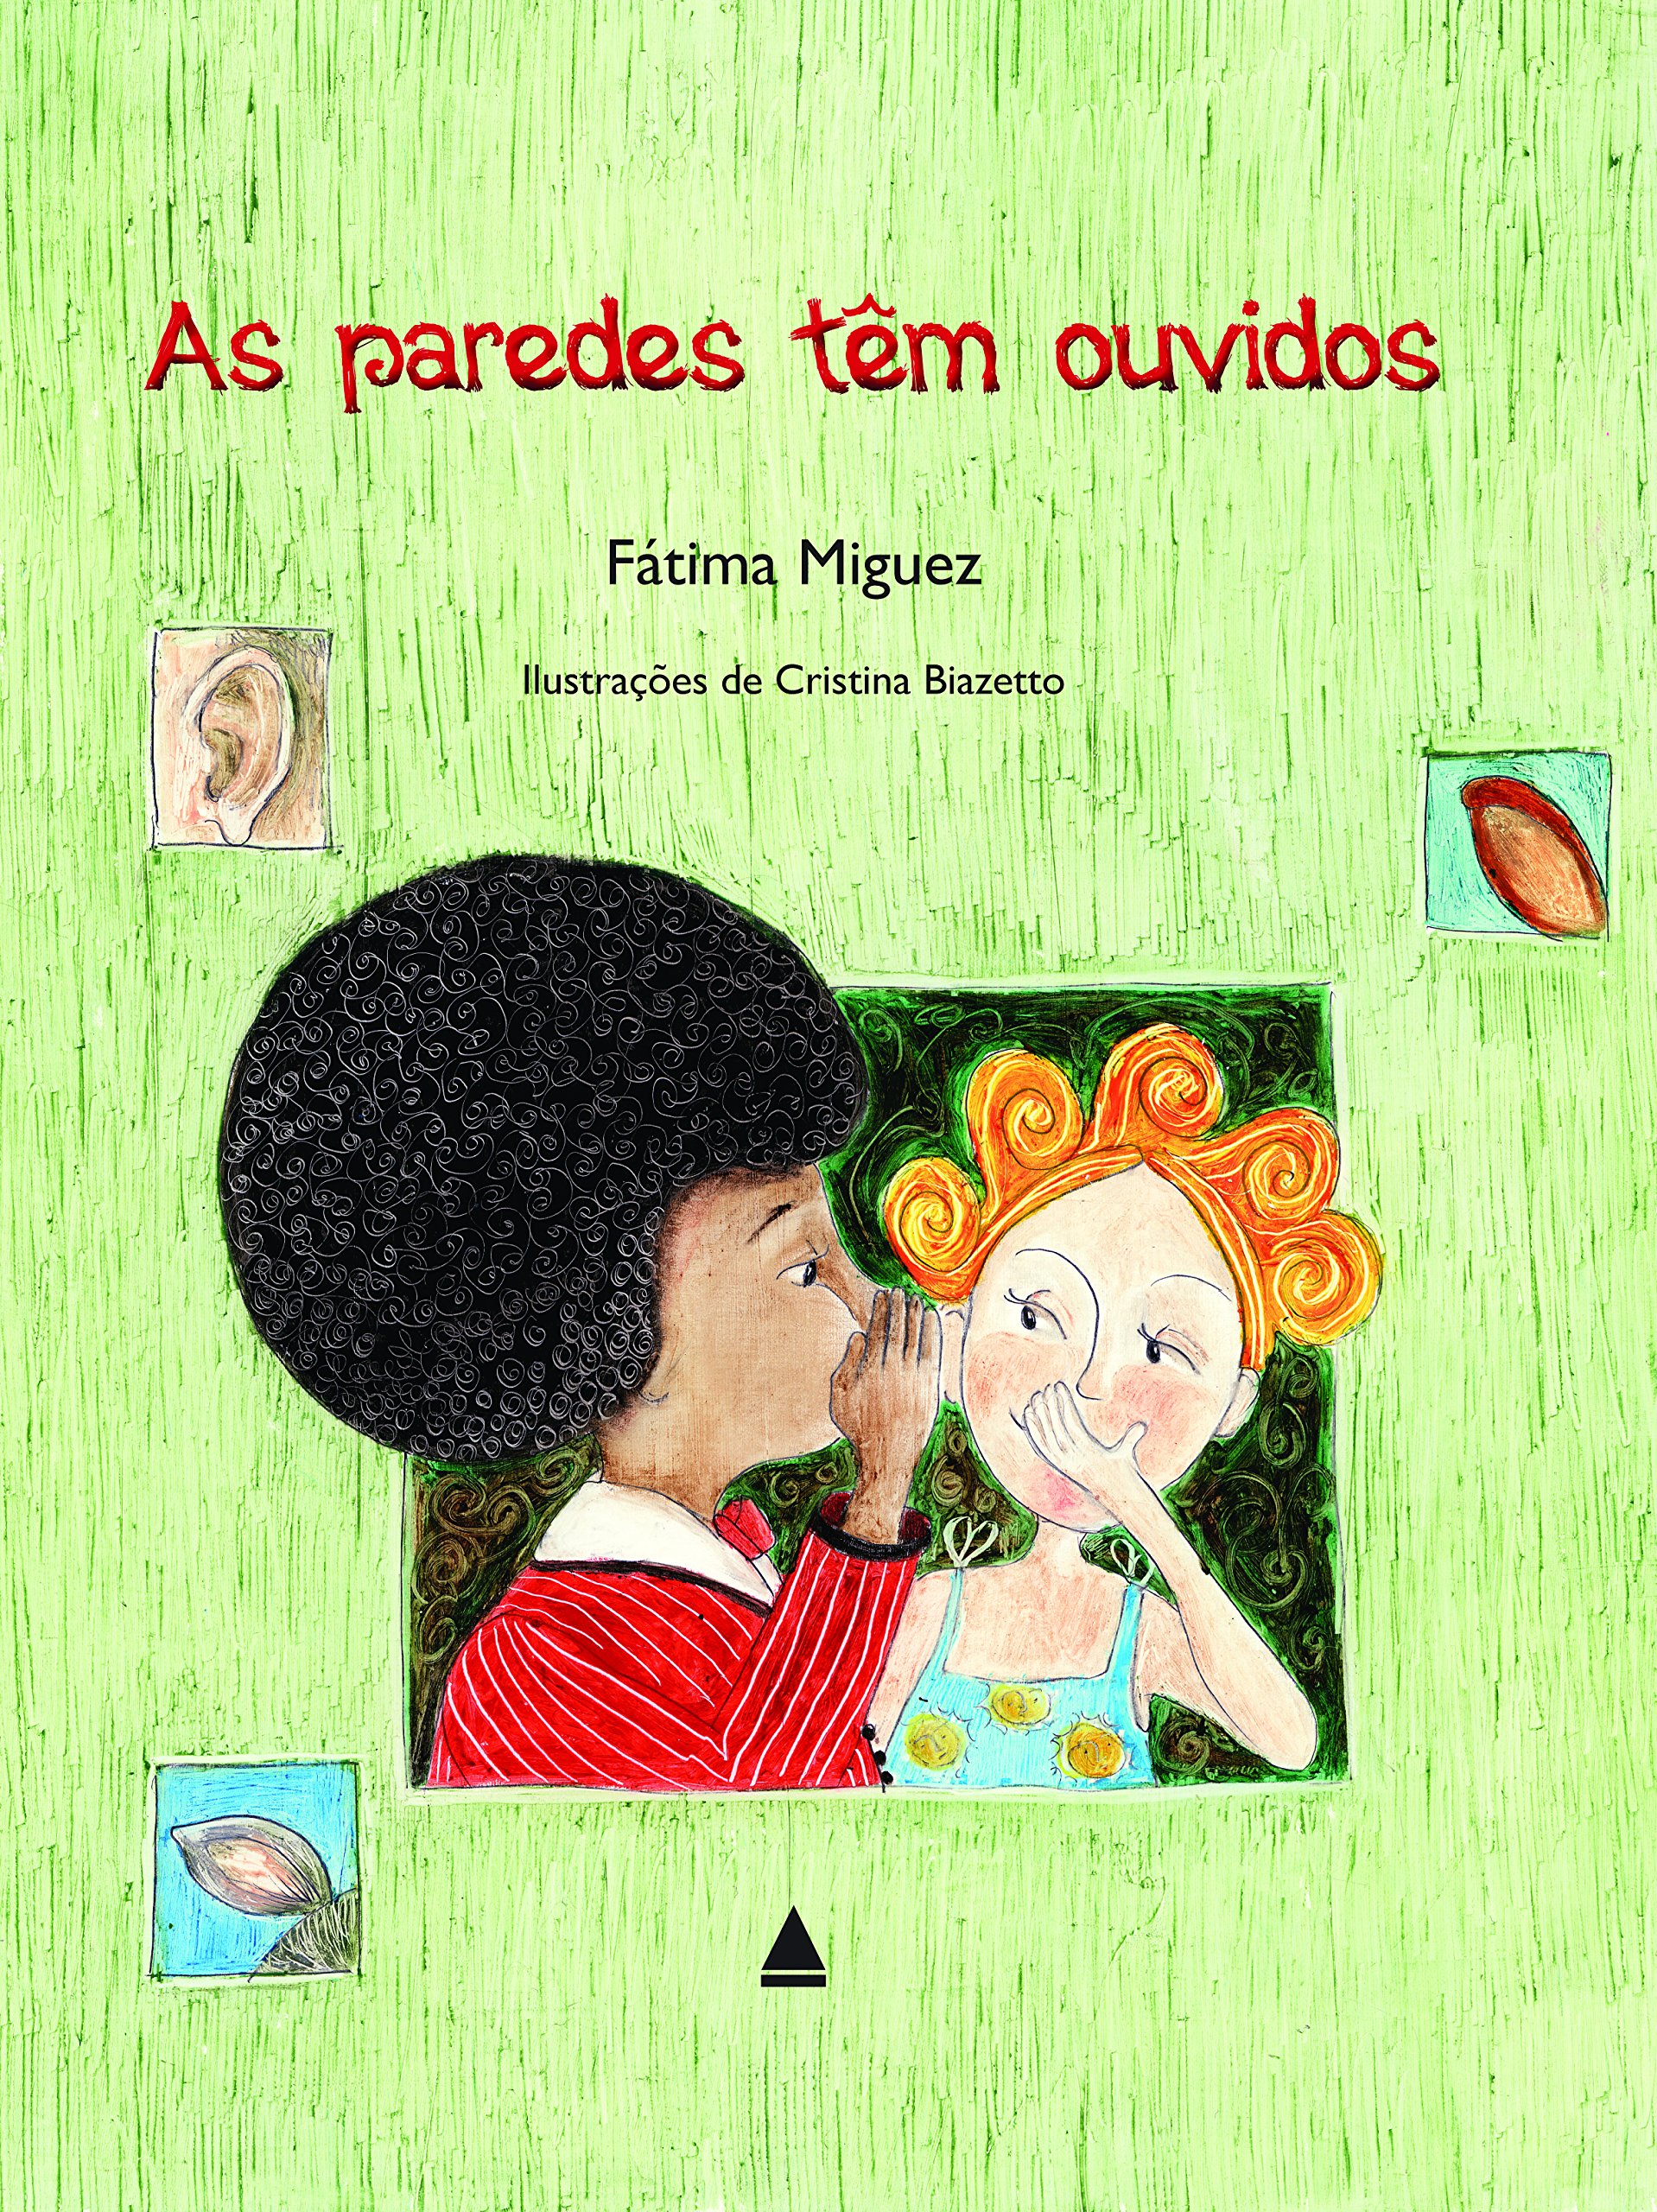 As paredes têm ouvidos
Fátima Miguez
Ilustrações de Cristina Biazetto